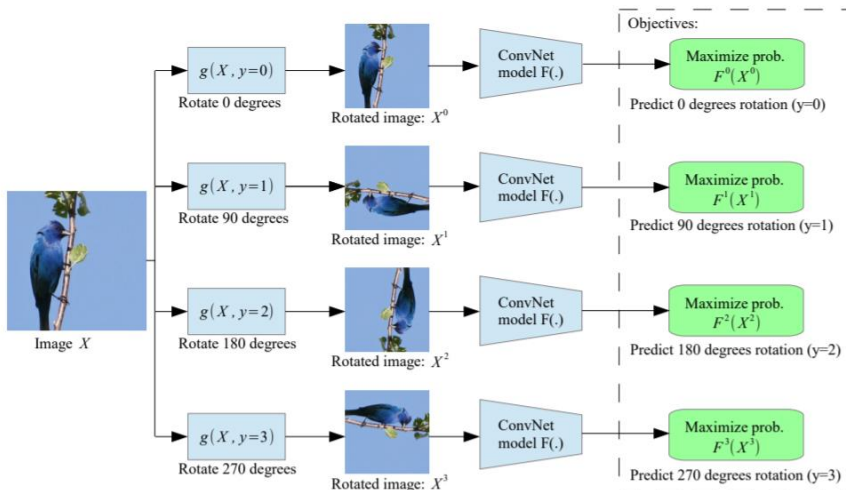 Objectives:
g(X, y=0)
Rotate 0 degrees
Rotated image: X⁰
ConvNet
model F(.)
Maximize prob.
F⁰(X⁰)
Predict 0 degrees rotation (y=0)
g(X, y=1)
Rotate 90 degrees
Rotated image: X¹
ConvNet
model F(.)
Maximize prob.
F¹(X¹)
Predict 90 degrees rotation (y=1)
Image X
g(X, y=2)
Rotate 180 degrees
Rotated image: X²
ConvNet
model F(.)
Maximize prob.
F²(X²)
Predict 180 degrees rotation (y=2)
g(X, y=3)
Rotate 270 degrees
Rotated image: X³
ConvNet
model F(.)
Maximize prob.
F³(X³)
Predict 270 degrees rotation (y=3)